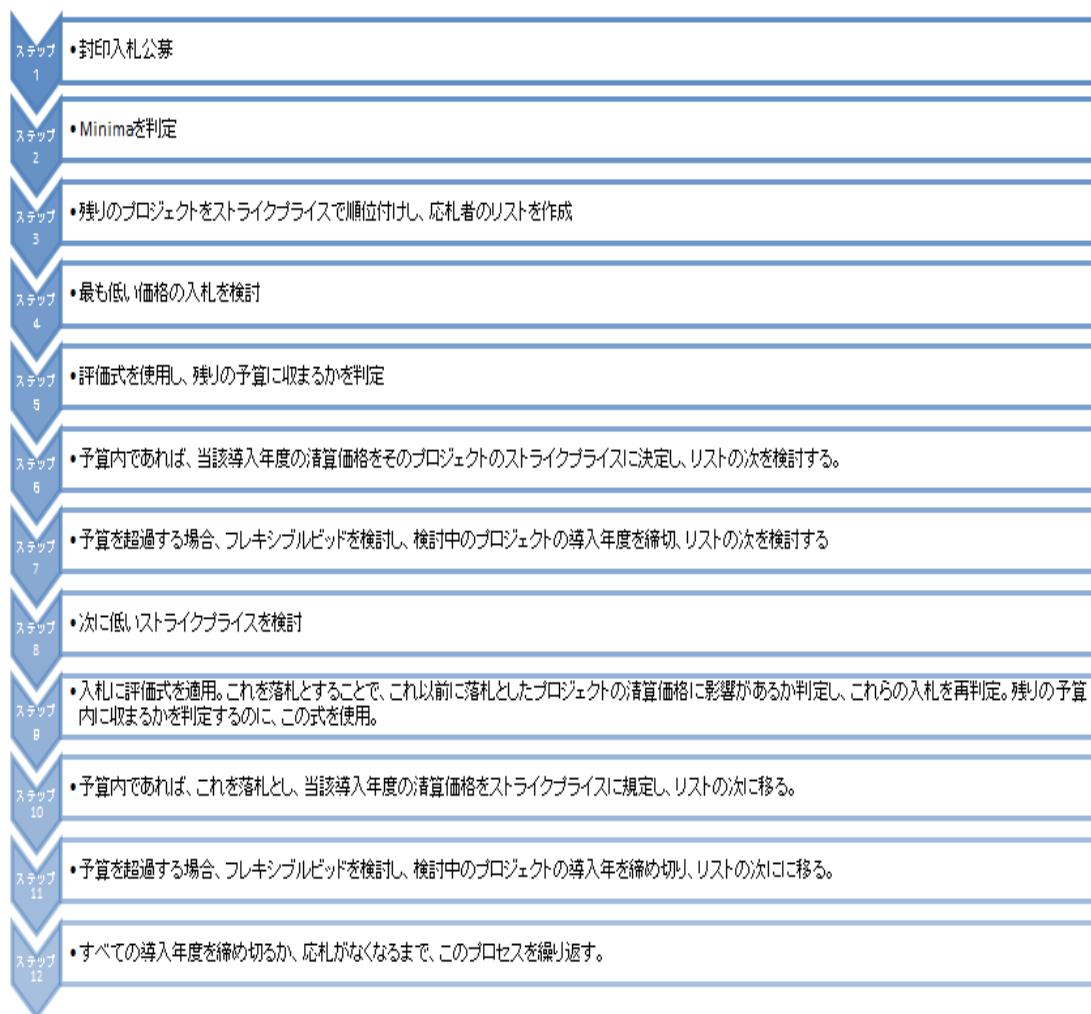 ステップ
1
•封印入札公募
ステップ
2
•Minimaを判定
ステップ
3
•残りのプロジェクトをストライクプライスで順位付けし、応札者のリストを作成
ステップ
4
•最も低い価格の入札を検討
ステップ
5
•評価式を使用し、残りの予算に収まるかを判定
ステップ
6
•予算内であれば、当該導入年度の清算価格をそのプロジェクトのストライクプライスに決定し、リストの次を検討する。
ステップ
7
•予算を超過する場合、フレキシブルビッドを検討し、検討中のプロジェクトの導入年度を締切、リストの次を検討する
ステップ
8
•次に低いストライクプライスを検討
ステップ
9
•入札に評価式を適用。これを落札とすることで、これ以前に落札としたプロジェクトの清算価格に影響があるか判定し、これらの入札を再判定。残りの予算
内に収まるかを判定するのに、この式を使用。
ステップ
10
•予算内であれば、これを落札とし、当該導入年度の清算価格をストライクプライスに規定し、リストの次に移る。
ステップ
11
•予算を超過する場合、フレキシブルビッドを検討し、検討中のプロジェクトの導入年を締め切り、リストの次にに移る。
ステップ
12
•すべての導入年度を締め切るか、応札がなくなるまで、このプロセスを繰り返す。